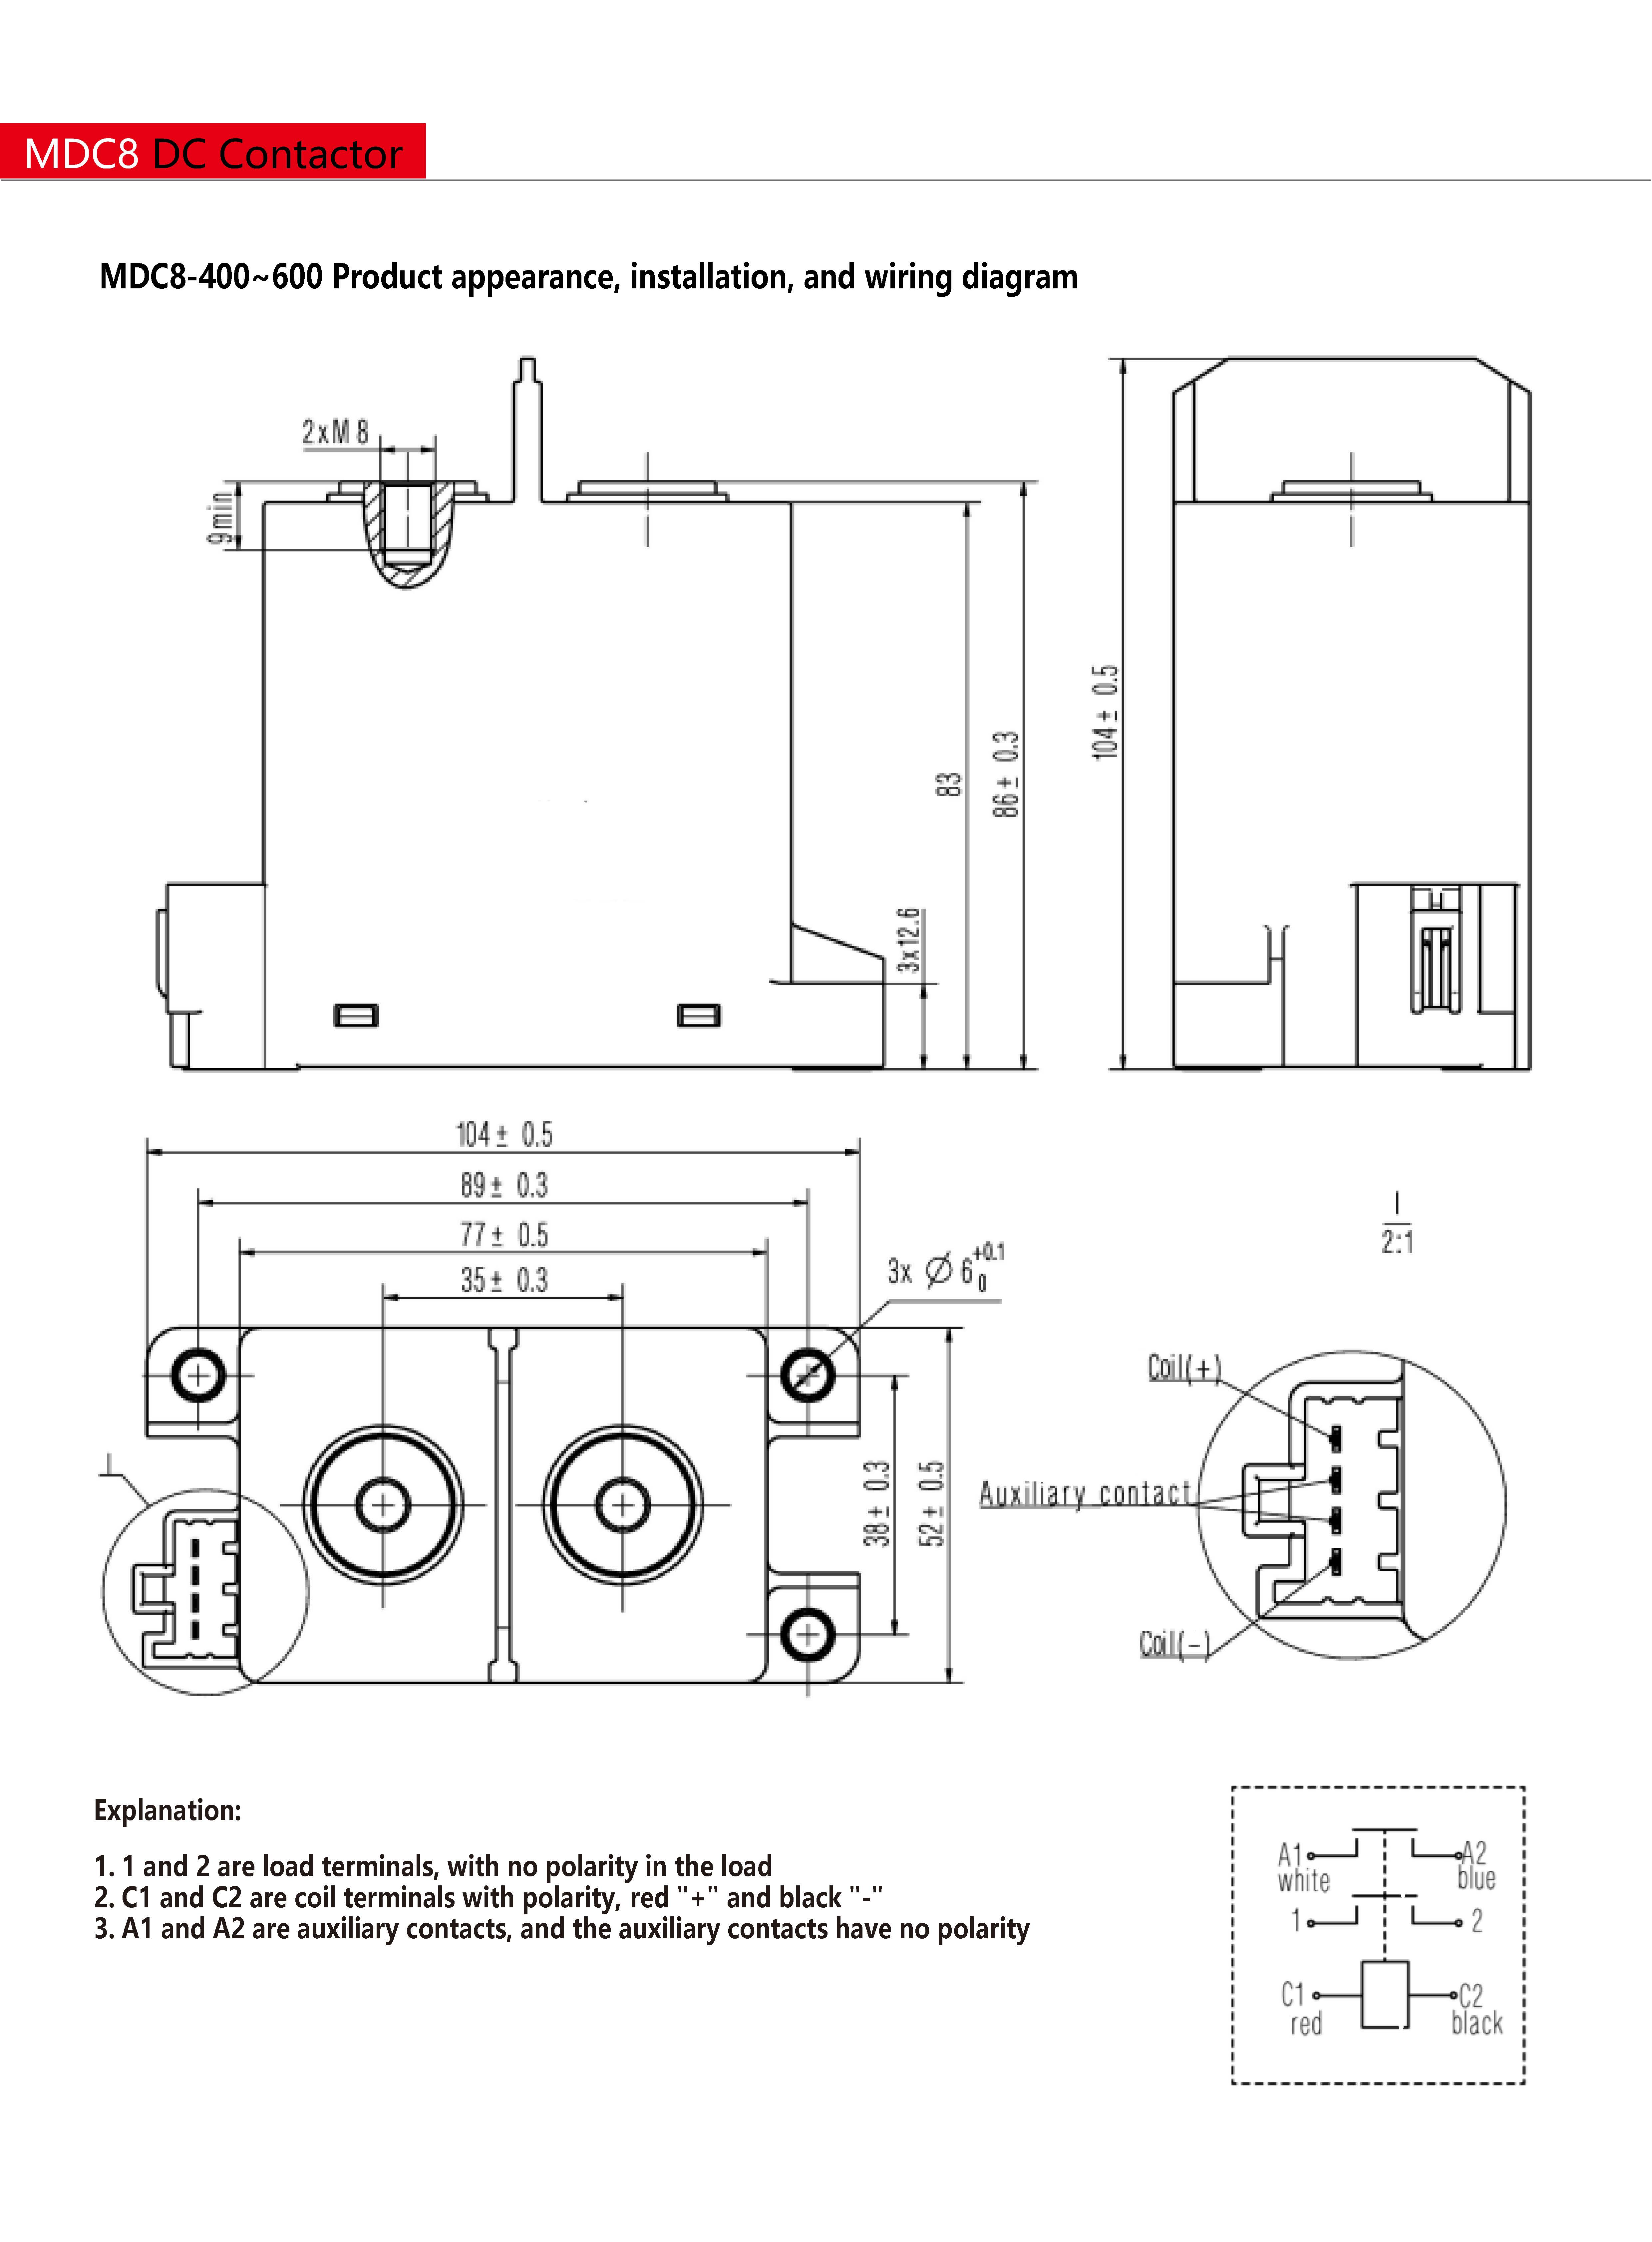 MDC8 DC Contactor
MDC8-400~600 Product appearance, installation, and wiring diagram
2xM8
9min
83
86± 0.3
3x12.6
104± 0.5
104± 0.5
89± 0.3
77± 0.5
35± 0.3
3x Ø6 +0.1 0
38± 0.3
52± 0.5
I
I
2:1
Coil(+)
Auxiliary contact
Coil(-)
Explanation:
1. 1 and 2 are load terminals, with no polarity in the load
2. C1 and C2 are coil terminals with polarity, red "+" and black "-"
3. A1 and A2 are auxiliary contacts, and the auxiliary contacts have no polarity
A1 A2
white blue
1 2
C1 C2
red black